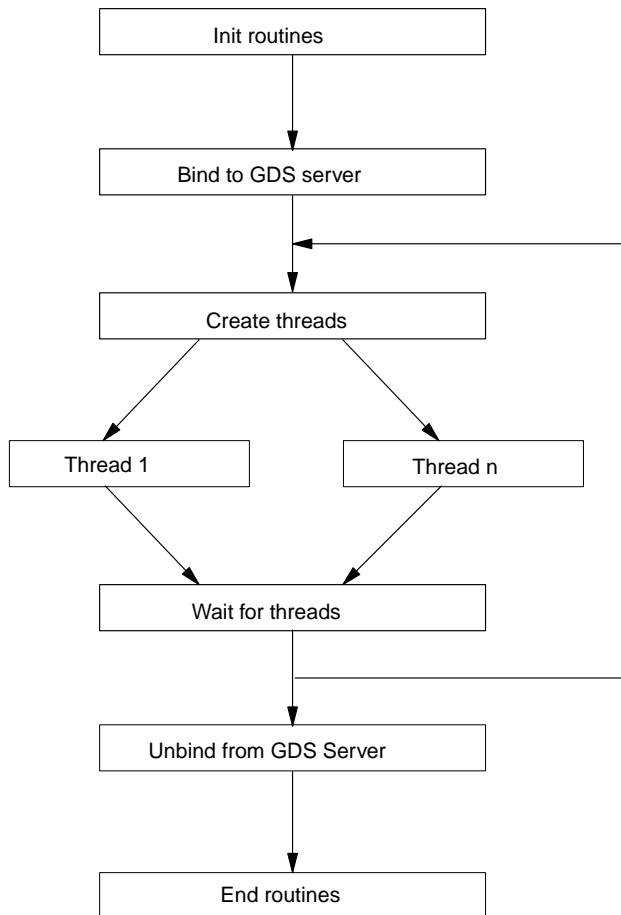 Init routines
Bind to GDS server
Create threads
Thread 1
Thread n
Wait for threads
Unbind from GDS Server
End routines